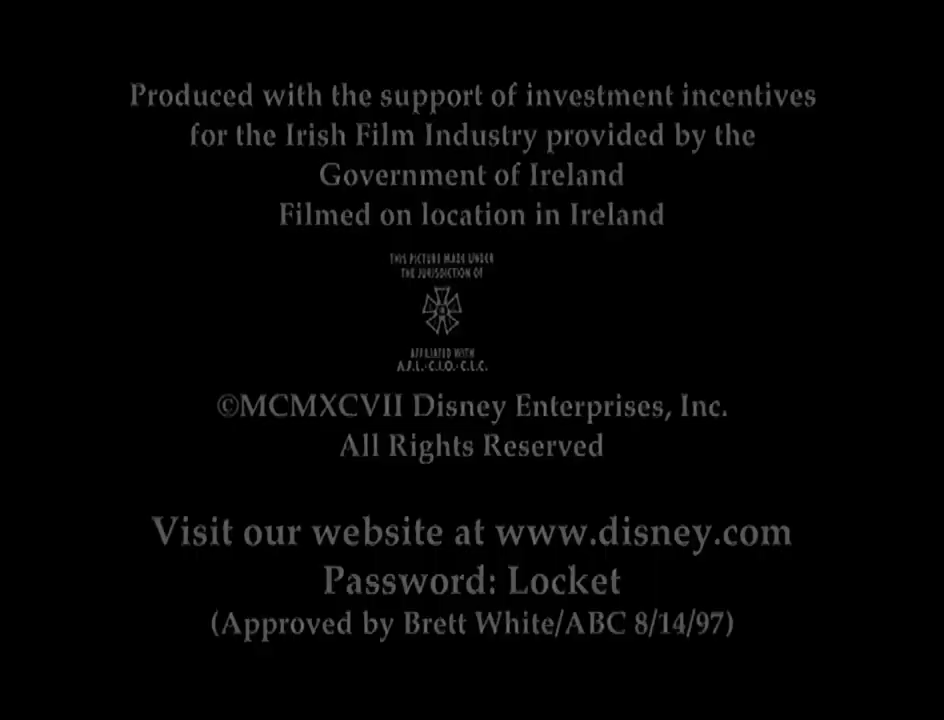 Produced with the support of investment incentives
for the Irish Film Industry provided by the
Government of Ireland
Filmed on location in Ireland
THIS PICTURE MADE UNDER
THE JURISDICTION OF
AFFILIATED WITH
A.F.L.-C.I.O.-C.L.C.
©MCMXCVII Disney Enterprises, Inc.
All Rights Reserved
Visit our website at www.disney.com
Password: Locket
(Approved by Brett White/ABC 8/14/97)